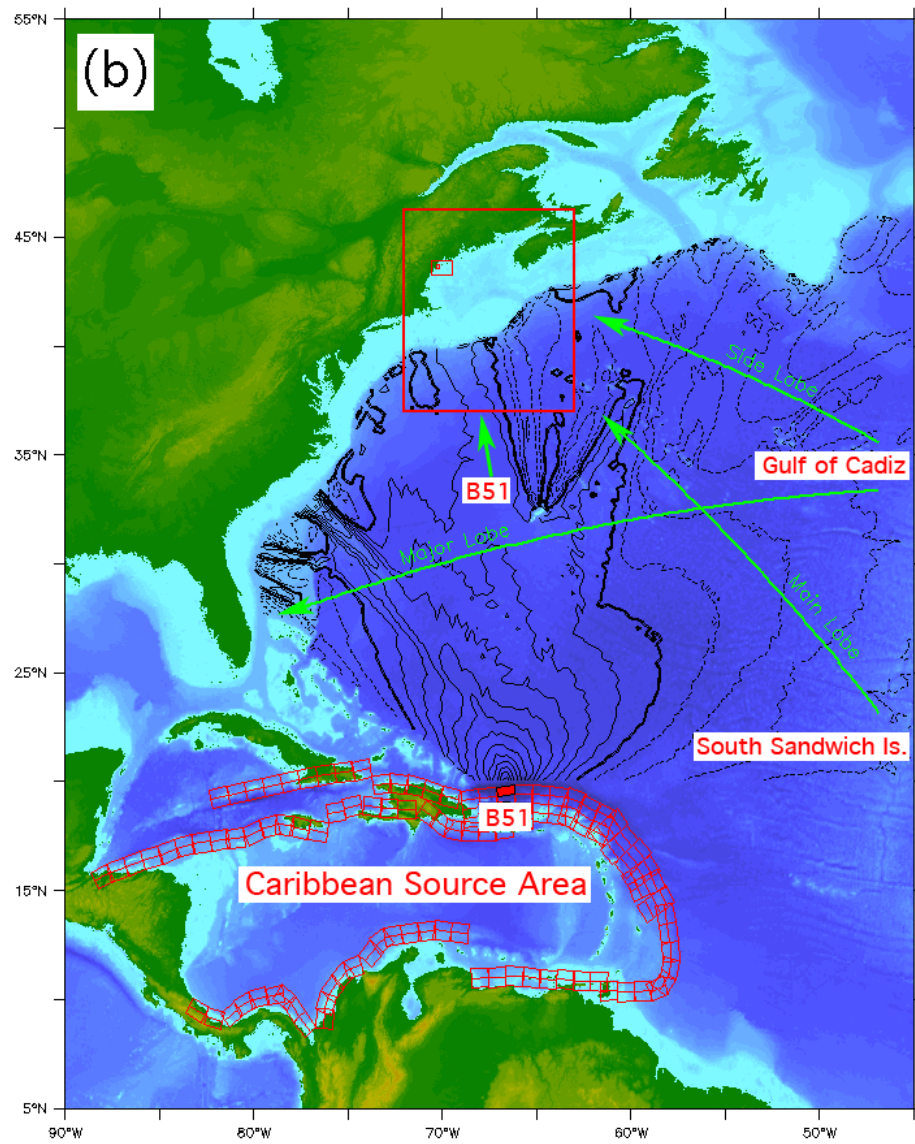 55°N
(b)
45°N
Side Lobe
35°N
Gulf of Cadiz
B51
Major Lobe
Main Lobe
25°N
South Sandwich Is.
B51
15°N
Caribbean Source Area
5°N
90°W
80°W
70°W
60°W
50°W